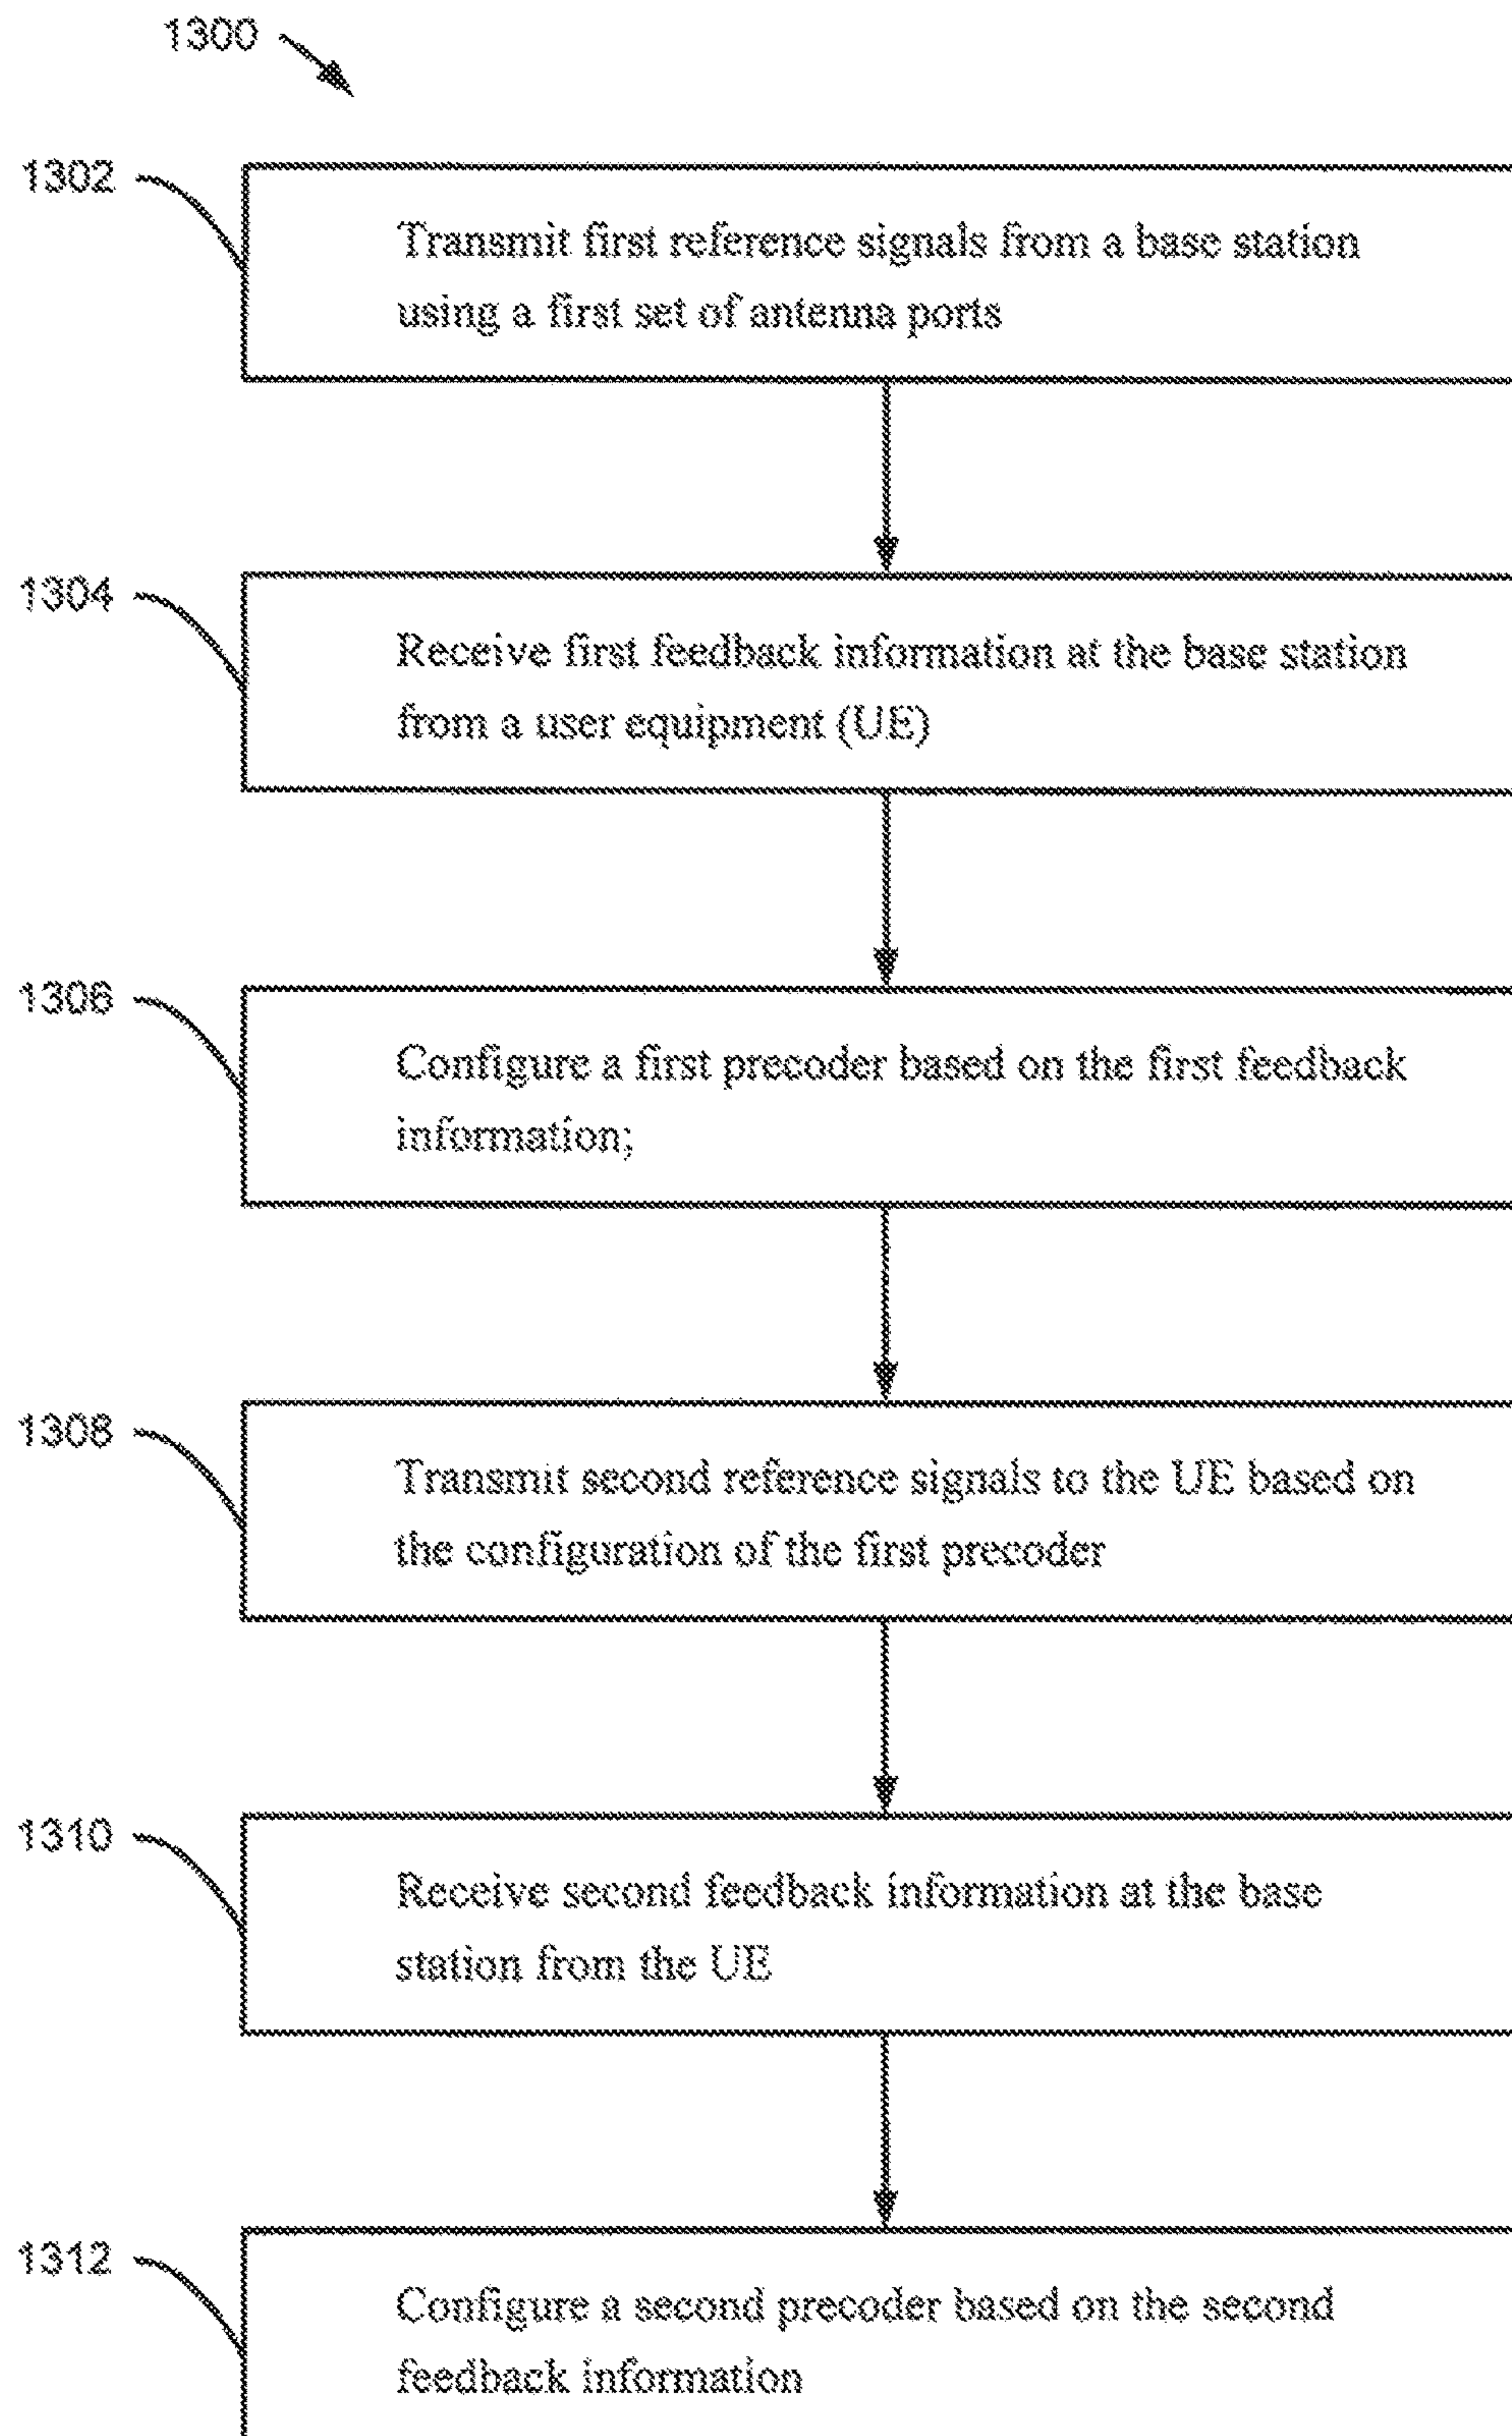 1300
1302
Transmit first reference signals from a base station
using a first set of antenna ports
1304
Receive first feedback information at the base station
from a user equipment (UE)
1306
Configure a first precoder based on the first feedback
information;
1308
Transmit second reference signals to the UE based on
the configuration of the first precoder
1310
Receive second feedback information at the base
station from the UE
1312
Configure a second precoder based on the second
feedback information